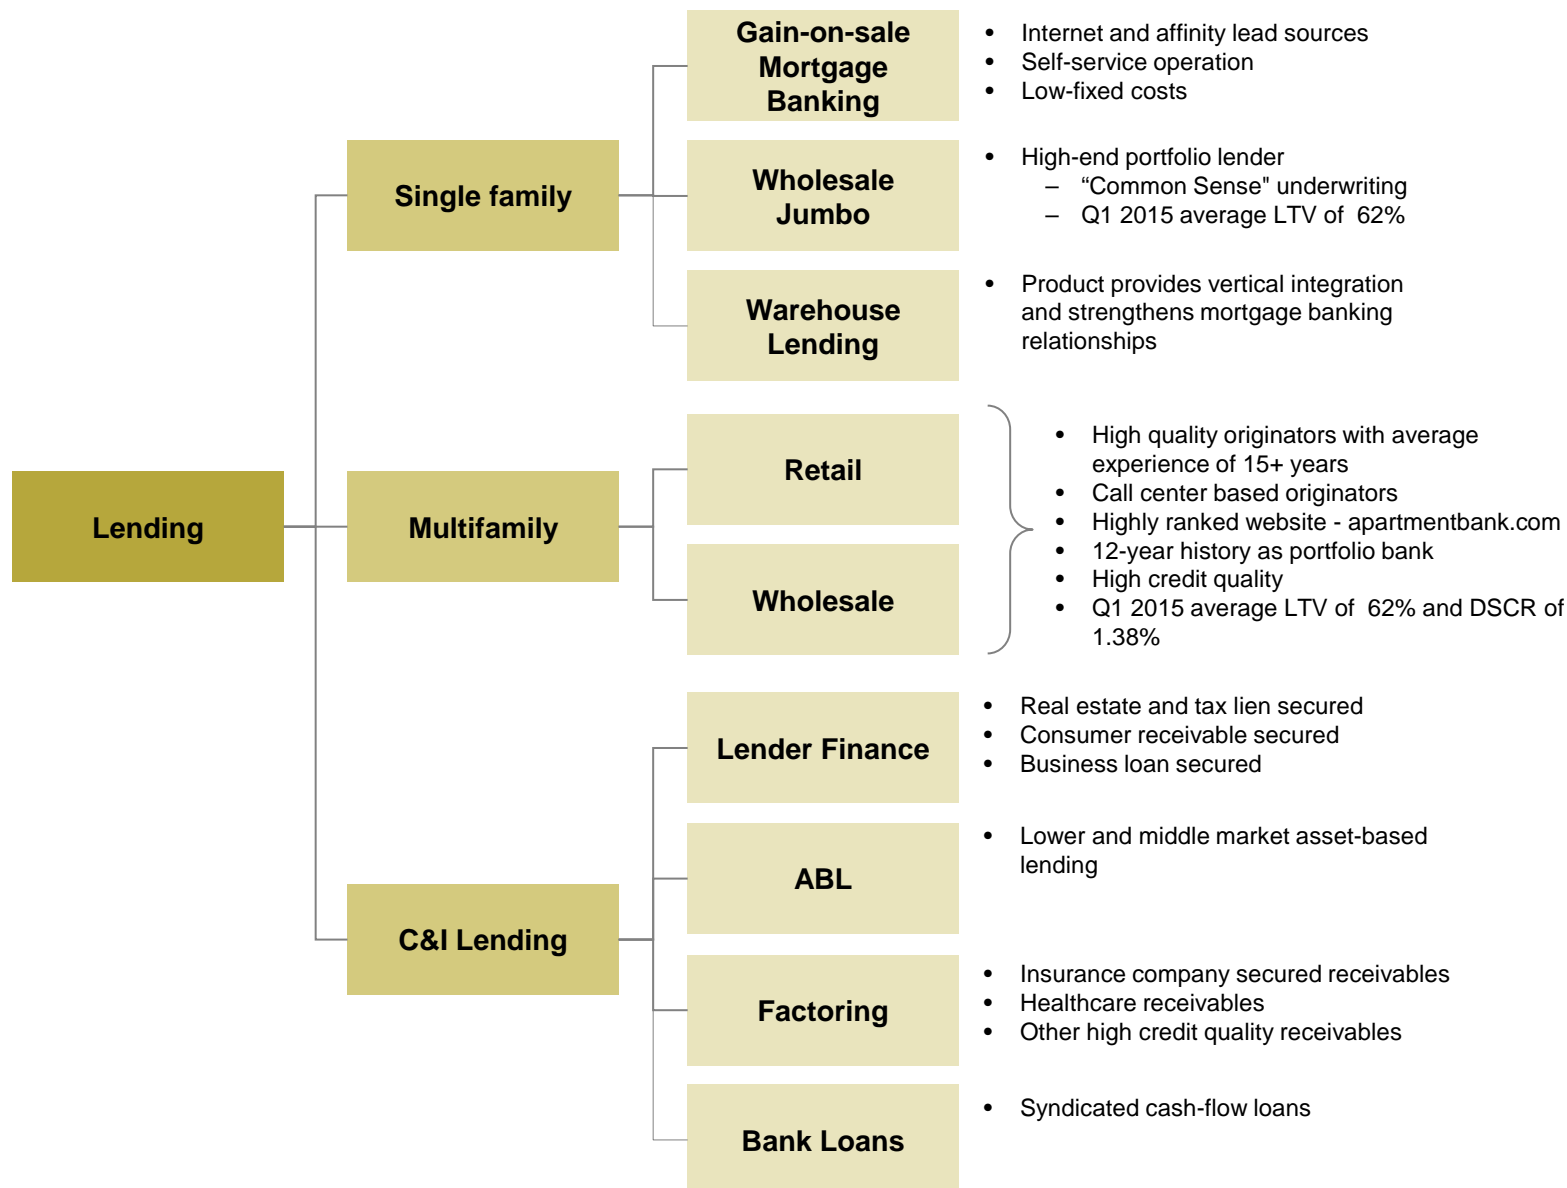 Gain-on-sale
Mortgage
Banking
• Internet and affinity lead sources
• Self-service operation
• Low-fixed costs
Single family
Wholesale
Jumbo
• High-end portfolio lender
– “Common Sense" underwriting
– Q1 2015 average LTV of 62%
Warehouse
Lending
• Product provides vertical integration
and strengthens mortgage banking
relationships
Lending
Multifamily
Retail
Wholesale
• High quality originators with average
experience of 15+ years
• Call center based originators
• Highly ranked website - apartmentbank.com
• 12-year history as portfolio bank
• High credit quality
• Q1 2015 average LTV of 62% and DSCR of
1.38%
C&I Lending
Lender Finance
• Real estate and tax lien secured
• Consumer receivable secured
• Business loan secured
ABL
• Lower and middle market asset-based
lending
Factoring
• Insurance company secured receivables
• Healthcare receivables
• Other high credit quality receivables
Bank Loans
• Syndicated cash-flow loans